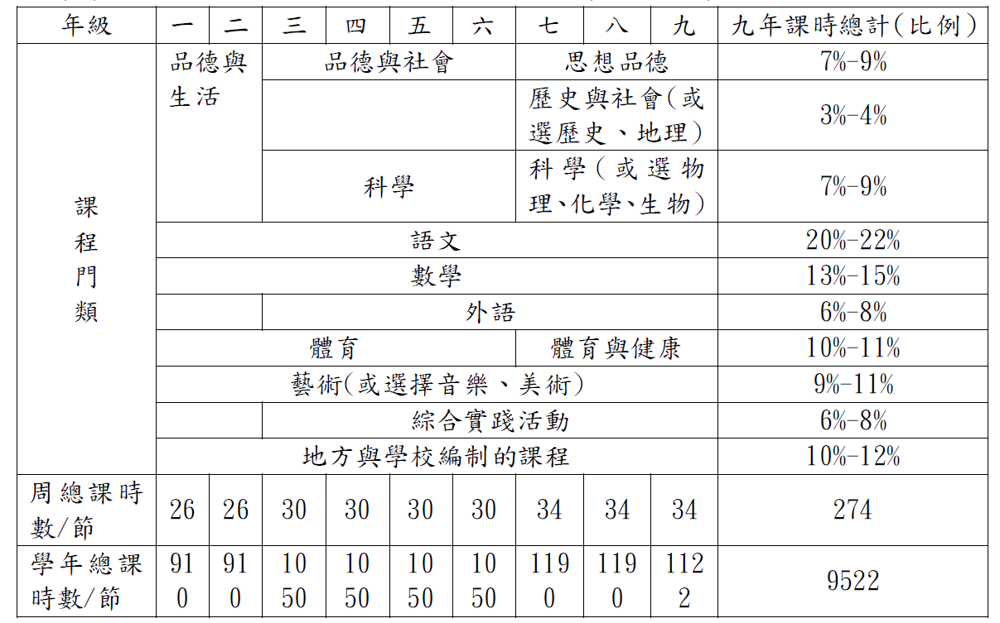 年級 一 二 三 四 五 六 七 八 九 九年課時總計(比例)
課程門類
品德與
生活
品德與社會
思想品德
7%-9%
歷史與社會(或
選歷史、地理)
3%-4%
科學
科學(或選物
理、化學、生物)
7%-9%
語文 20%-22%
數學 13%-15%
外語 6%-8%
體育 體育與健康 10%-11%
藝術(或選擇音樂、美術) 9%-11%
綜合實踐活動 6%-8%
地方與學校編制的課程 10%-12%
周總課時
數/節
26 26 30 30 30 30 34 34 34 274
學年總課
時數/節
910 910 1050 1050 1050 1050 1190 1190 1122 9522